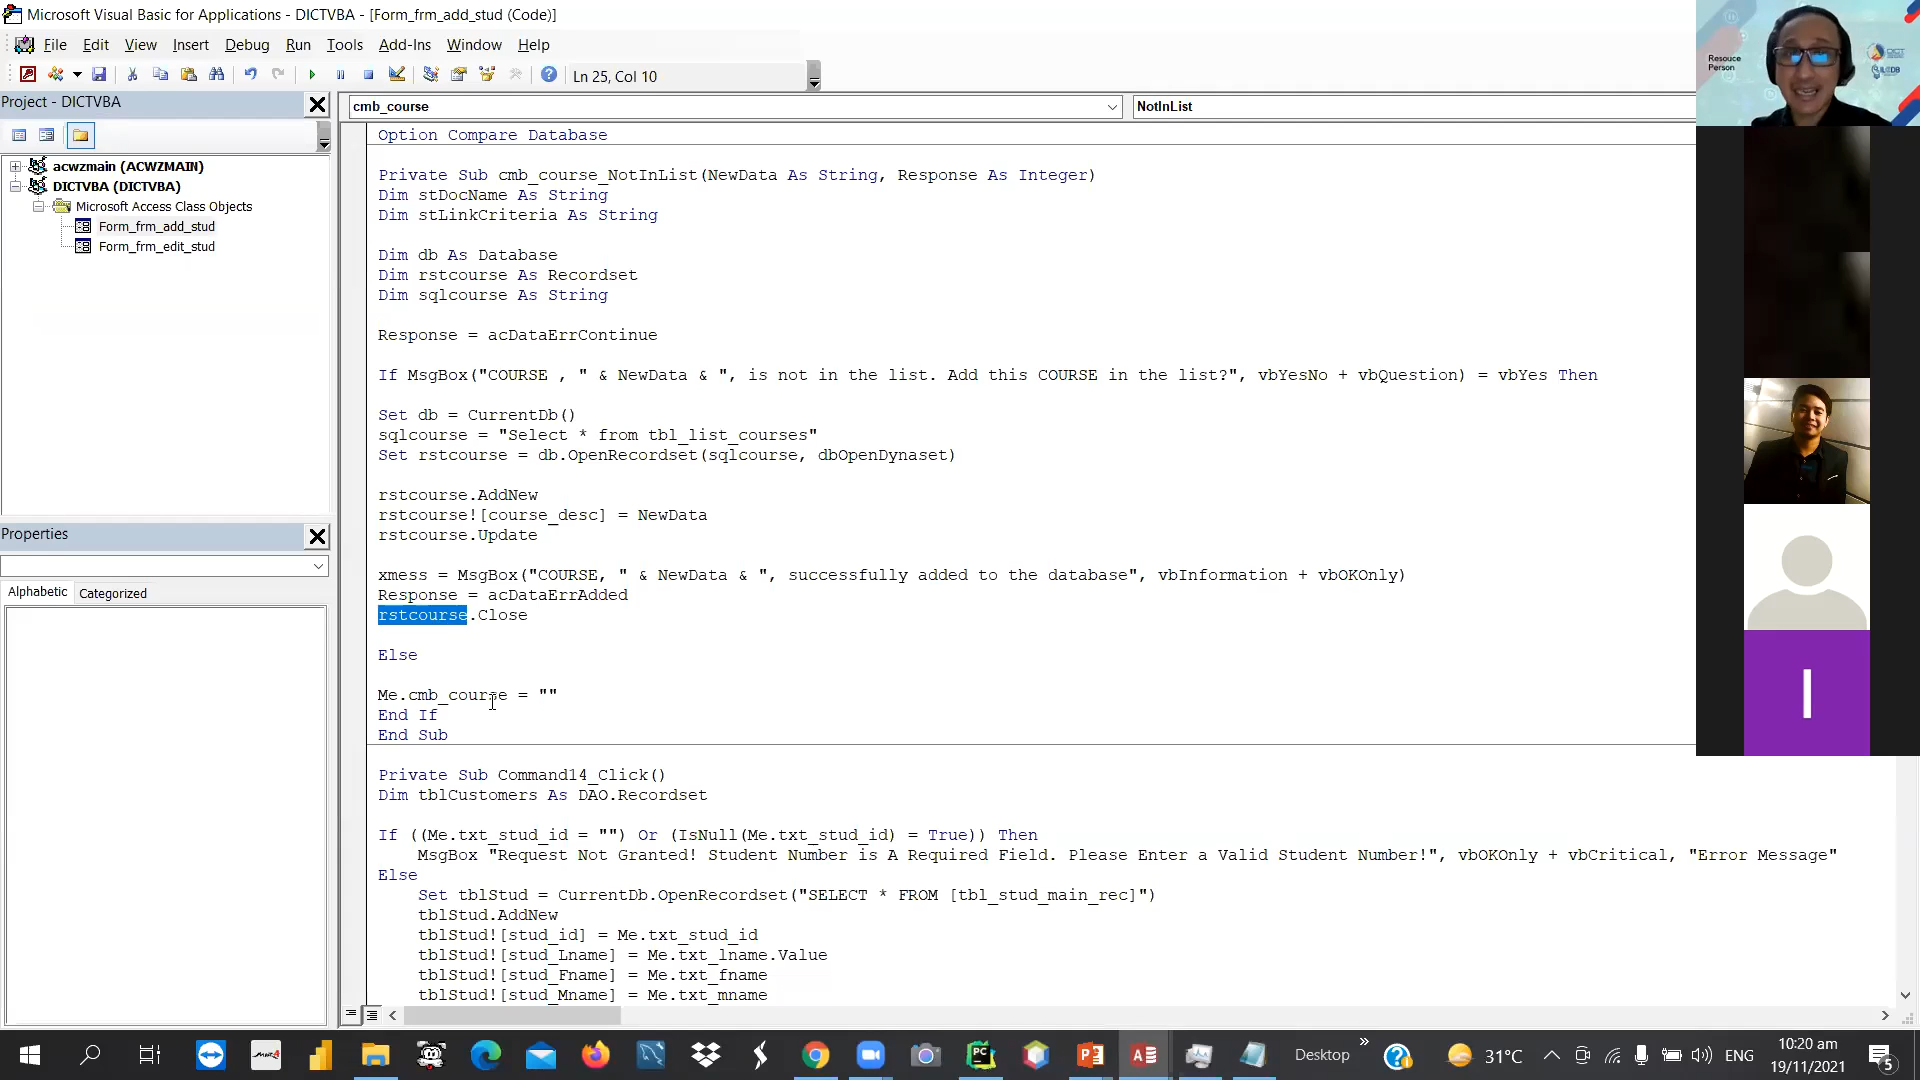 Microsoft Visual Basic for Applications - DICTVBA - [Form_frm_add_stud (Code)]
File Edit View Insert Debug Run Tools Add-Ins Window Help
Ln 25, Col 10
Project - DICTVBA
acwzmain (ACWZMAIN)
DICTVBA (DICTVBA)
Microsoft Access Class Objects
Form_frm_add_stud
Form_frm_edit_stud
Properties
Alphabetic Categorized
cmb_course NotInList
Option Compare Database
Private Sub cmb_course_NotInList(NewData As String, Response As Integer)
Dim stDocName As String
Dim stLinkCriteria As String
Dim db As Database
Dim rstcourse As Recordset
Dim sqlcourse As String
Response = acDataErrContinue
If MsgBox("COURSE , " & NewData & ", is not in the list. Add this COURSE in the list?", vbYesNo + vbQuestion) = vbYes Then
Set db = CurrentDb()
sqlcourse = "Select * from tbl_list_courses"
Set rstcourse = db.OpenRecordset(sqlcourse, dbOpenDynaset)
rstcourse.AddNew
rstcourse![course_desc] = NewData
rstcourse.Update
xmess = MsgBox("COURSE, " & NewData & ", successfully added to the database", vbInformation + vbOKOnly)
Response = acDataErrAdded
rstcourse.Close
Else
Me.cmb_course = ""
End If
End Sub
Private Sub Command14_Click()
Dim tblCustomers As DAO.Recordset
If ((Me.txt_stud_id = "") Or (IsNull(Me.txt_stud_id) = True)) Then
MsgBox "Request Not Granted! Student Number is A Required Field. Please Enter a Valid Student Number!", vbOKOnly + vbCritical, "Error Message"
Else
Set tblStud = CurrentDb.OpenRecordset("SELECT * FROM [tbl_stud_main_rec]")
tblStud.AddNew
tblStud![stud_id] = Me.txt_stud_id
tblStud![stud_Lname] = Me.txt_lname.Value
tblStud![stud_Fname] = Me.txt_fname
tblStud![stud_Mname] = Me.txt_mname
Resouce
Person
I
Desktop
31°C
ENG
10:20 am
19/11/2021
5